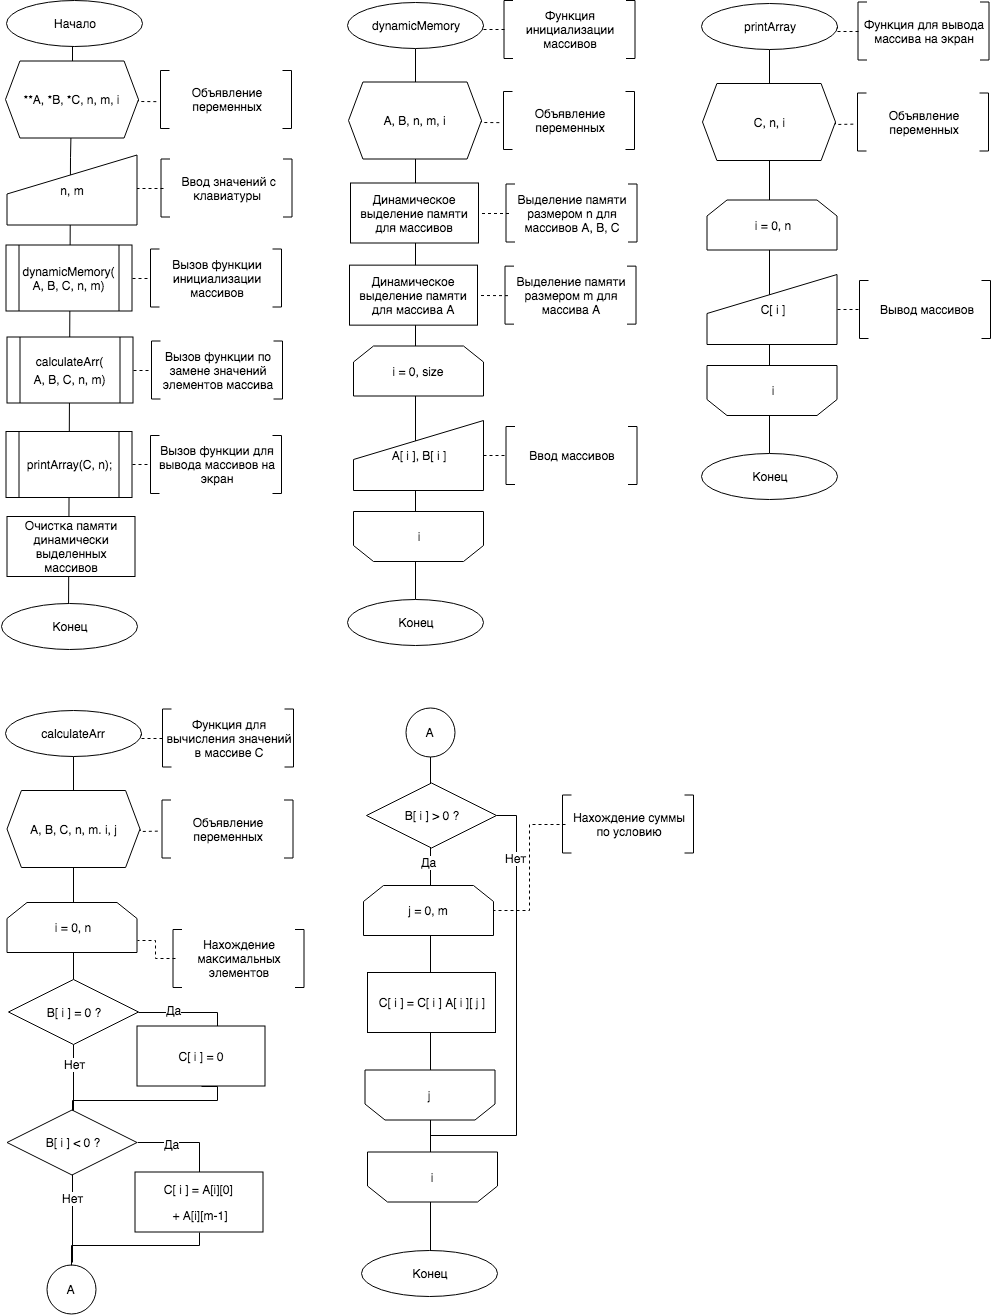 Начало
**A, *B, *C, n, m, i
Объявление
переменных
n, m
Ввод значений с
клавиатуры
dynamicMemory(
A, B, C, n, m)
Вызов функции
инициализации
массивов
calculateArr(
A, B, C, n, m)
Вызов функции по
замене значений
элементов массива
printArray(C, n);
Вызов функции для
вывода массивов на
экран
Очистка памяти
динамически
выделенных
массивов
Конец
dynamicMemory
Функция
инициализации
массивов
A, B, n, m, i
Объявление
переменных
Динамическое
выделение памяти
для массивов
Выделение памяти
размером n для
массивов A, B, C
Динамическое
выделение памяти
для массива A
Выделение памяти
размером m для
массива A
i = 0, size
A[ i ], B[ i ]
Ввод массивов
i
Конец
printArray
Функция для вывода
массива на экран
C, n, i
Объявление
переменных
i = 0, n
C[ i ]
Вывод массивов
i
Конец
calculateArr
Функция для
вычисления значений
в массиве C
A, B, C, n, m. i, j
Объявление
переменных
i = 0, n
Нахождение
максимальных
элементов
B[ i ] = 0 ?
Да
C[ i ] = 0
Нет
B[ i ] < 0 ?
Да
C[ i ] = A[i][0]
+ A[i][m-1]
Нет
A
A
B[ i ] > 0 ?
Нахождение суммы
по условию
Нет
Да
j = 0, m
C[ i ] = C[ i ] A[ i ][ j ]
j
i
Конец